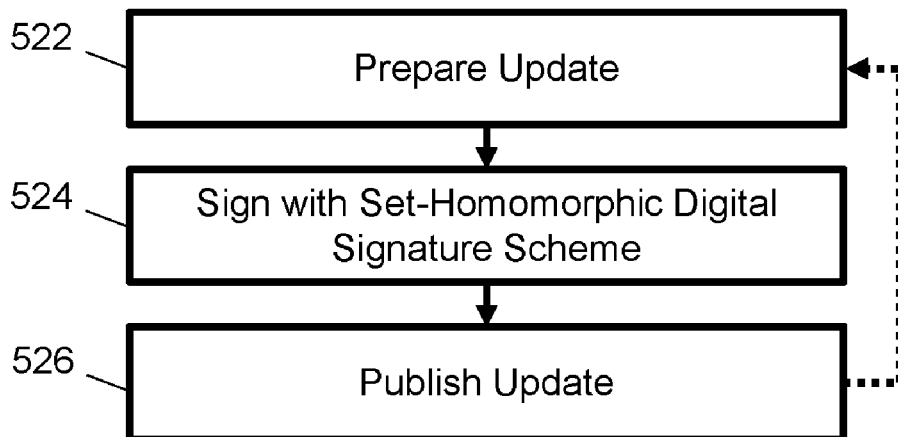 522
Prepare Update
524
Sign with Set-Homomorphic Digital
Signature Scheme
526
Publish Update